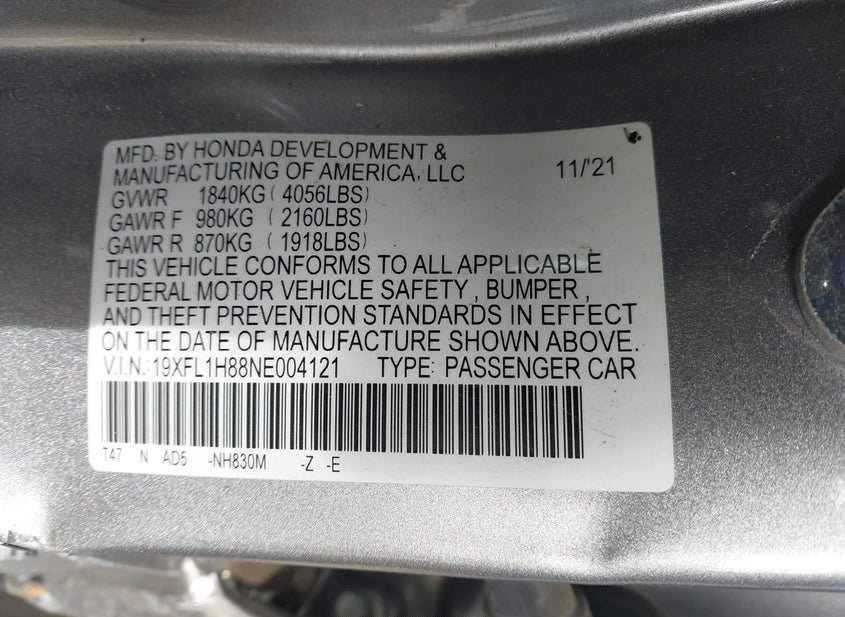 MFD. BY HONDA DEVELOPMENT &
MANUFACTURING OF AMERICA, LLC 11/'21
GVWR 1840KG ( 4056LBS)
GAWR F 980KG ( 2160LBS)
GAWR R 870KG ( 1918LBS)
THIS VEHICLE CONFORMS TO ALL APPLICABLE
FEDERAL MOTOR VEHICLE SAFETY , BUMPER ,
AND THEFT PREVENTION STANDARDS IN EFFECT
ON THE DATE OF MANUFACTURE SHOWN ABOVE.
V.I.N.: 19XFL1H88NE004121 TYPE: PASSENGER CAR
T47 N AD5 -NH830M -Z -E